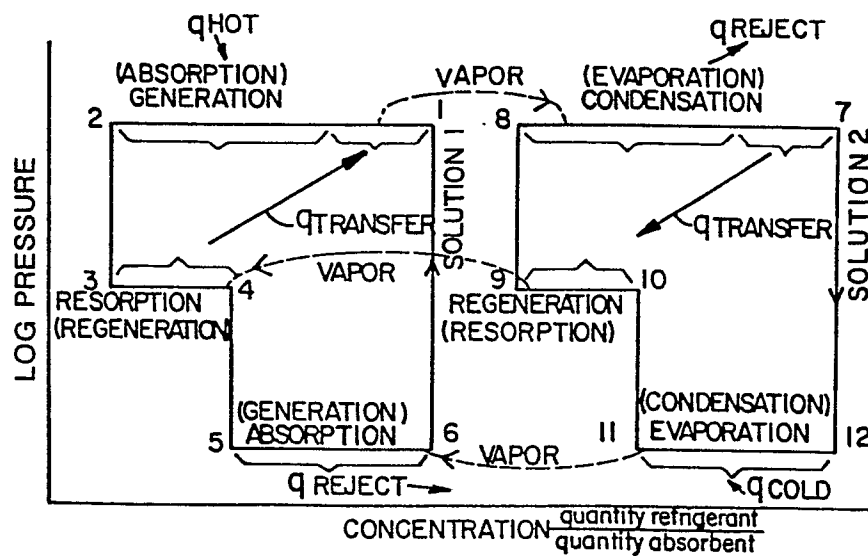 qHOT
qREJECT
(ABSORPTION)
GENERATION
VAPOR
(EVAPORATION)
CONDENSATION
2
1
8
7
LOG PRESSURE
qTRANSFER
SOLUTION 1
qTRANSFER
SOLUTION 2
3
4
VAPOR
9
10
RESORPTION
(REGENERATION)
REGENERATION
(RESORPTION)
(GENERATION)
ABSORPTION
(CONDENSATION)
EVAPORATION
5
6
11
12
VAPOR
q REJECT
qCOLD
CONCENTRATION quantity refrigerant
quantity absorbent